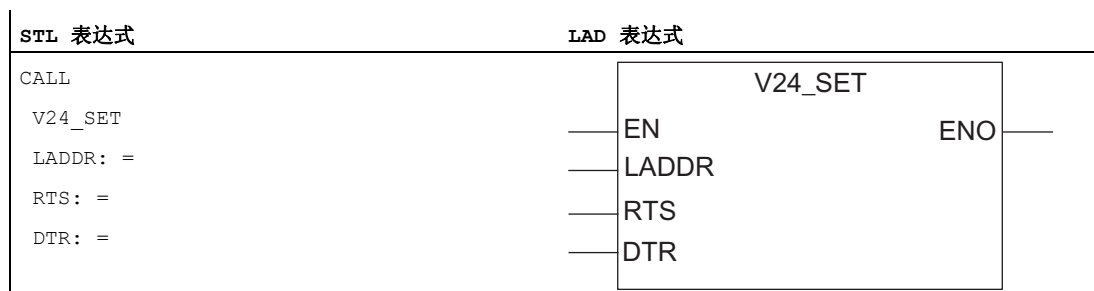 STL 表达式
LAD 表达式
CALL
V24_SET
LADDR: =
RTS: =
DTR: =
V24_SET
EN
ENO
LADDR
RTS
DTR